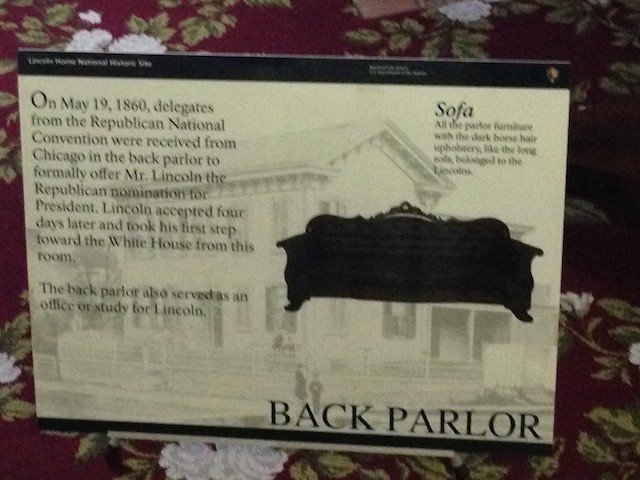 Lincoln Home National Historic Site
On May 19, 1860, delegates
from the Republican National
Convention were received from
Chicago in the back parlor to
formally offer Mr. Lincoln the
Republican nomination for
President. Lincoln accepted four
days later and took his first step
toward the White House from this
room.
The back parlor also served as an
office or study for Lincoln.
Sofa
All the parlor furniture
with the dark horse hair
upholstery, like the long
sofa, belonged to the
Lincolns.
BACK PARLOR